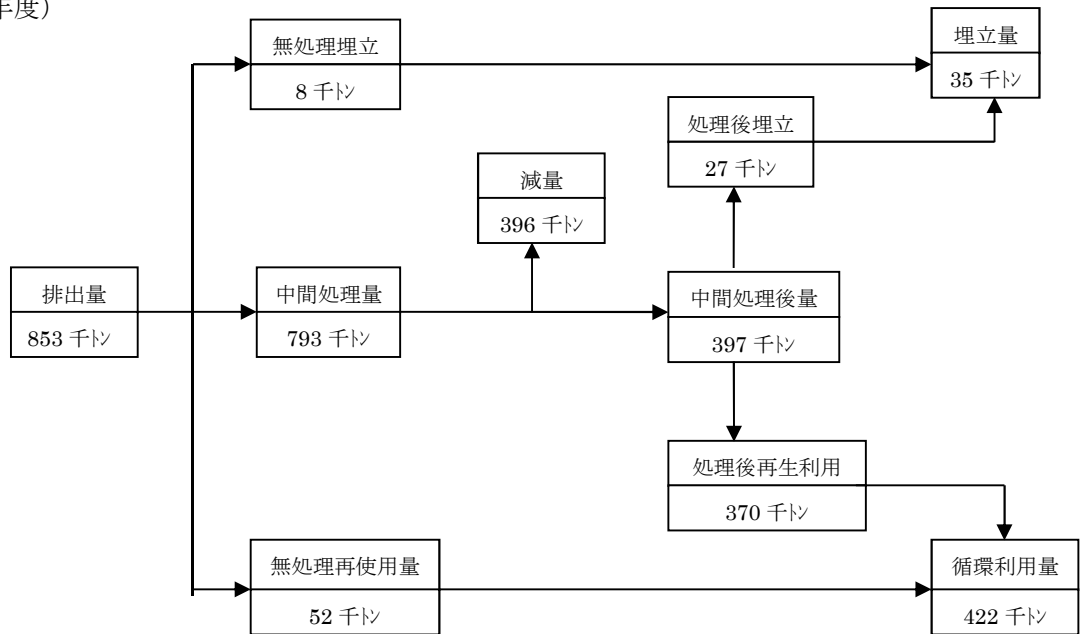 年度）
無処理埋立
8 千トン
埋立量
35 千トン
処理後埋立
27 千トン
減量
396 千トン
排出量
853 千トン
中間処理量
793 千トン
中間処理後量
397 千トン
処理後再生利用
370 千トン
無処理再使用量
52 千トン
循環利用量
422 千トン